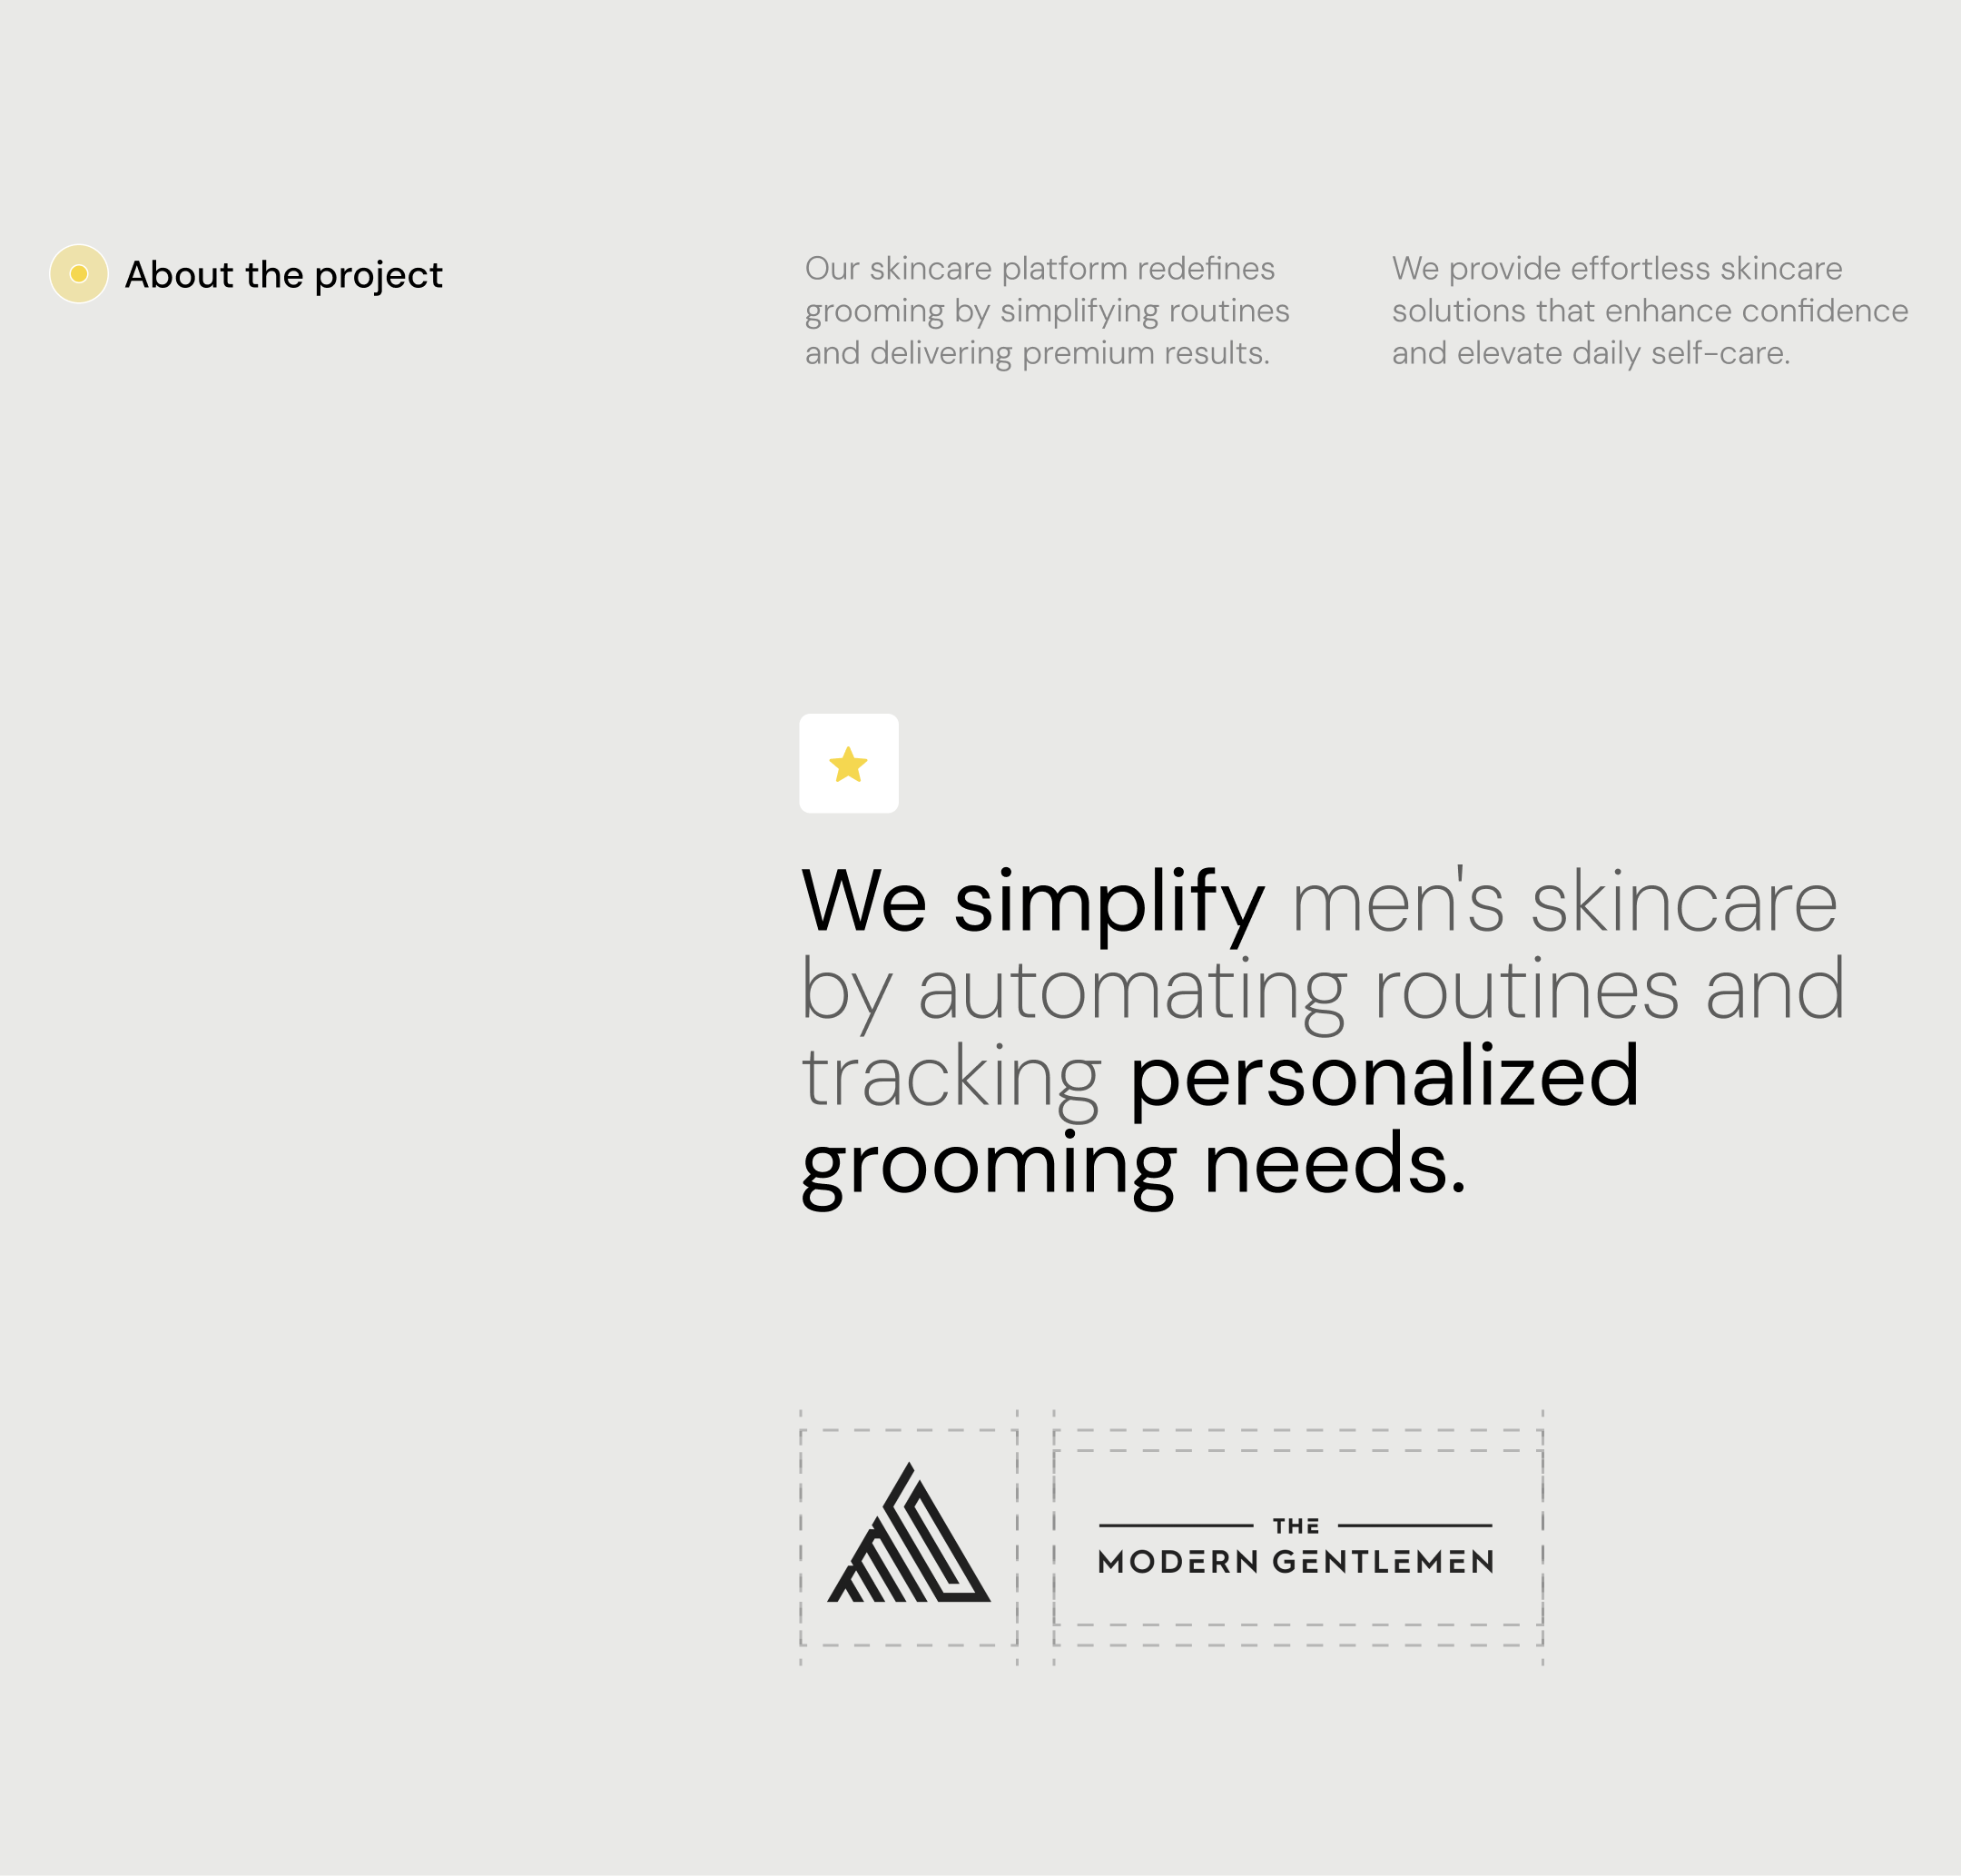 About the project
Our skincare platform redefines
grooming by simplifying routines
and delivering premium results.
We provide effortless skincare
solutions that enhance confidence
and elevate daily self-care.
We simplify men's skincare
by automating routines and
tracking personalized
grooming needs.
THE
MODERN GENTLEMEN